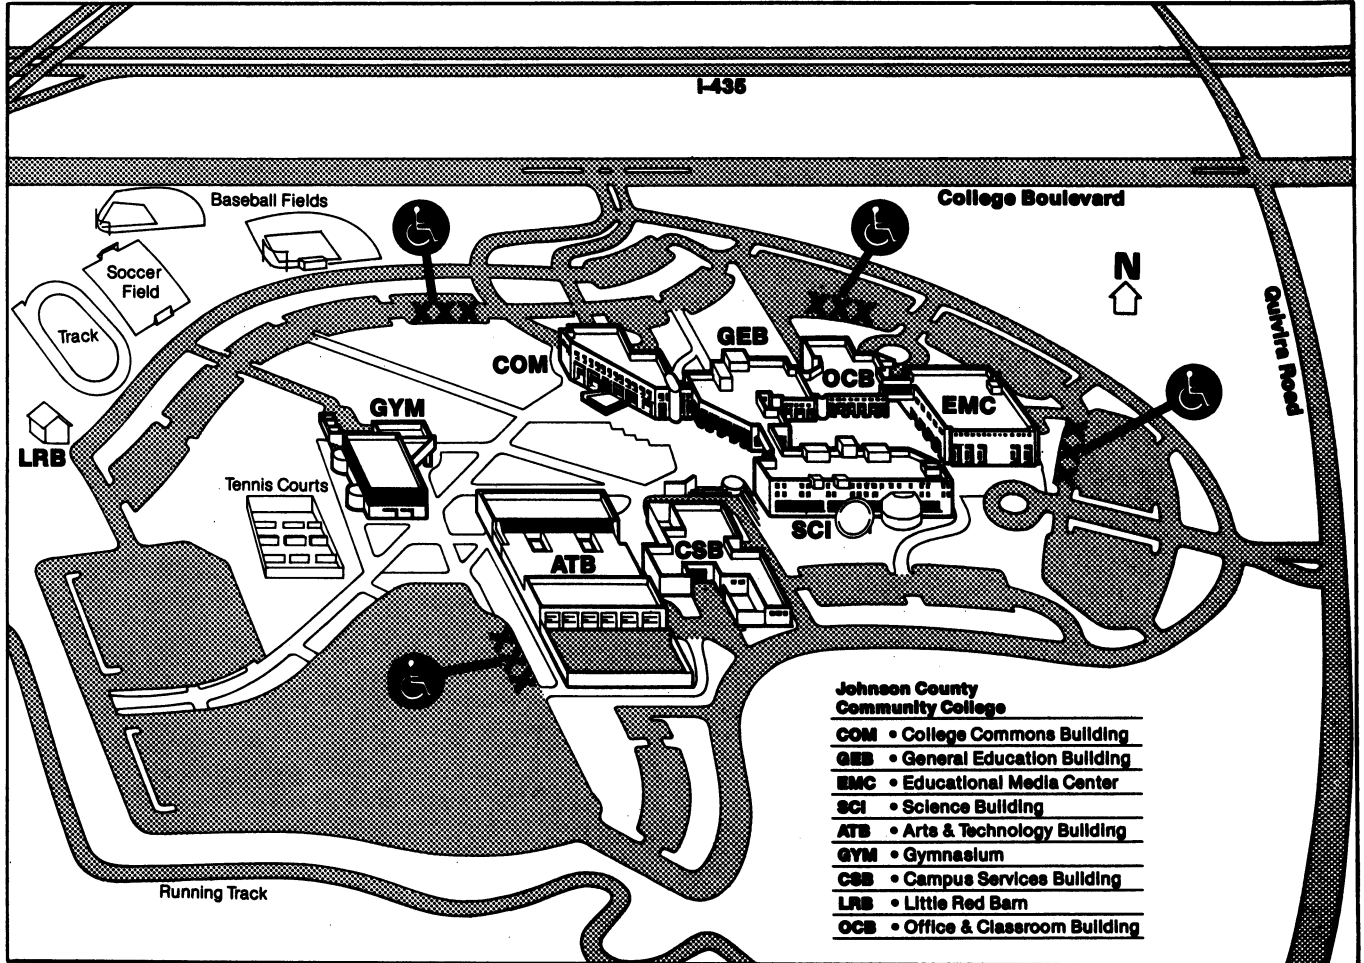 I-435
College Boulevard
Baseball Fields
Soccer
Field
Track
N
Quivira Road
GEB
COM
OCB
EMC
GYM
LRB
Tennis Courts
SCI
CSB
ATB
Running Track
Johnson County
Community College
COM • College Commons Building
GEB • General Education Building
EMC • Educational Media Center
SCI • Science Building
ATB • Arts & Technology Building
GYM • Gymnasium
CSB • Campus Services Building
LRB • Little Red Barn
OCB • Office & Classroom Building